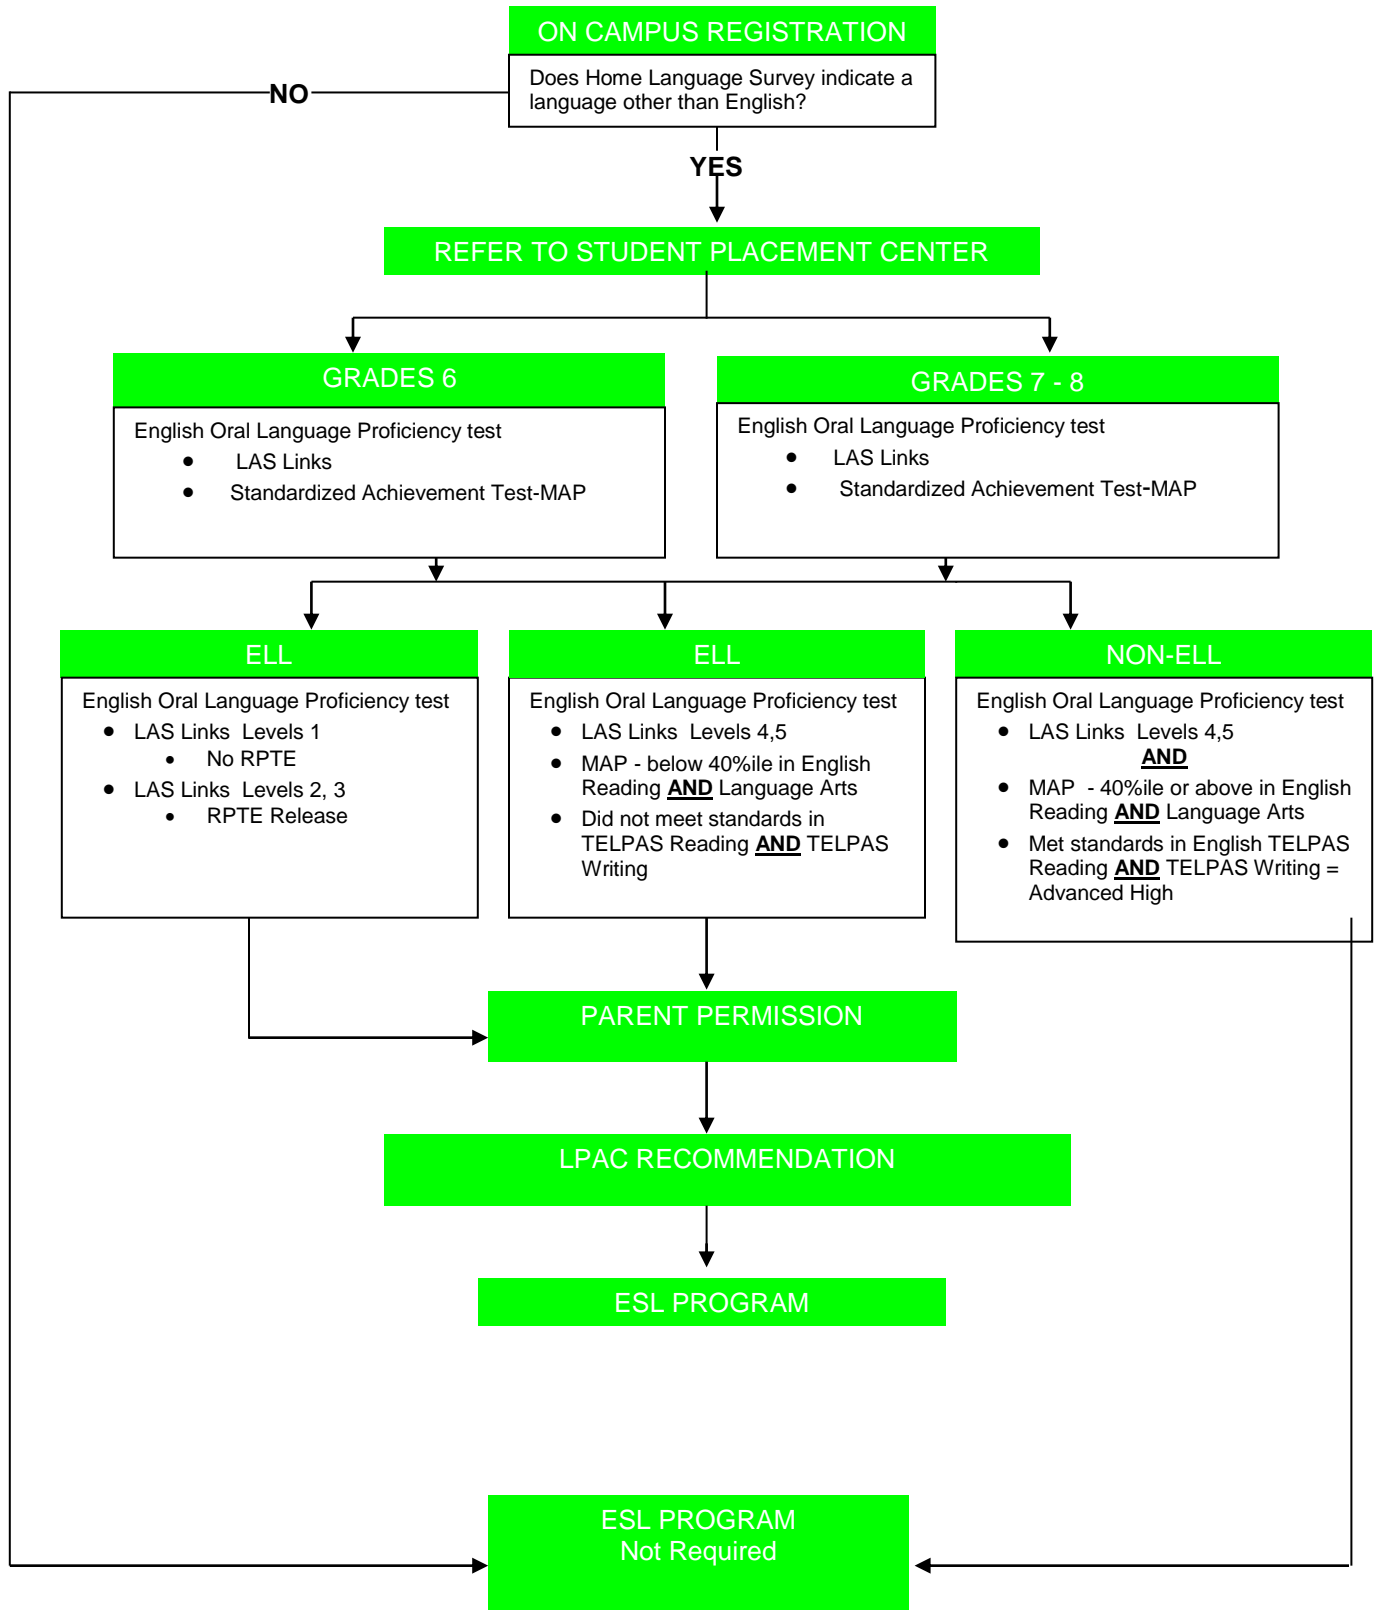 ON CAMPUS REGISTRATION
Does Home Language Survey indicate a
language other than English?
NO
YES
REFER TO STUDENT PLACEMENT CENTER
GRADES 6
English Oral Language Proficiency test
• LAS Links
• Standardized Achievement Test-MAP
GRADES 7 - 8
English Oral Language Proficiency test
• LAS Links
• Standardized Achievement Test-MAP
ELL
English Oral Language Proficiency test
• LAS Links Levels 1
• No RPTE
• LAS Links Levels 2, 3
• RPTE Release
ELL
English Oral Language Proficiency test
• LAS Links Levels 4,5
• MAP - below 40%ile in English
Reading AND Language Arts
• Did not meet standards in
TELPAS Reading AND TELPAS
Writing
NON-ELL
English Oral Language Proficiency test
• LAS Links Levels 4,5
AND
• MAP - 40%ile or above in English
Reading AND Language Arts
• Met standards in English TELPAS
Reading AND TELPAS Writing =
Advanced High
PARENT PERMISSION
LPAC RECOMMENDATION
ESL PROGRAM
ESL PROGRAM
Not Required